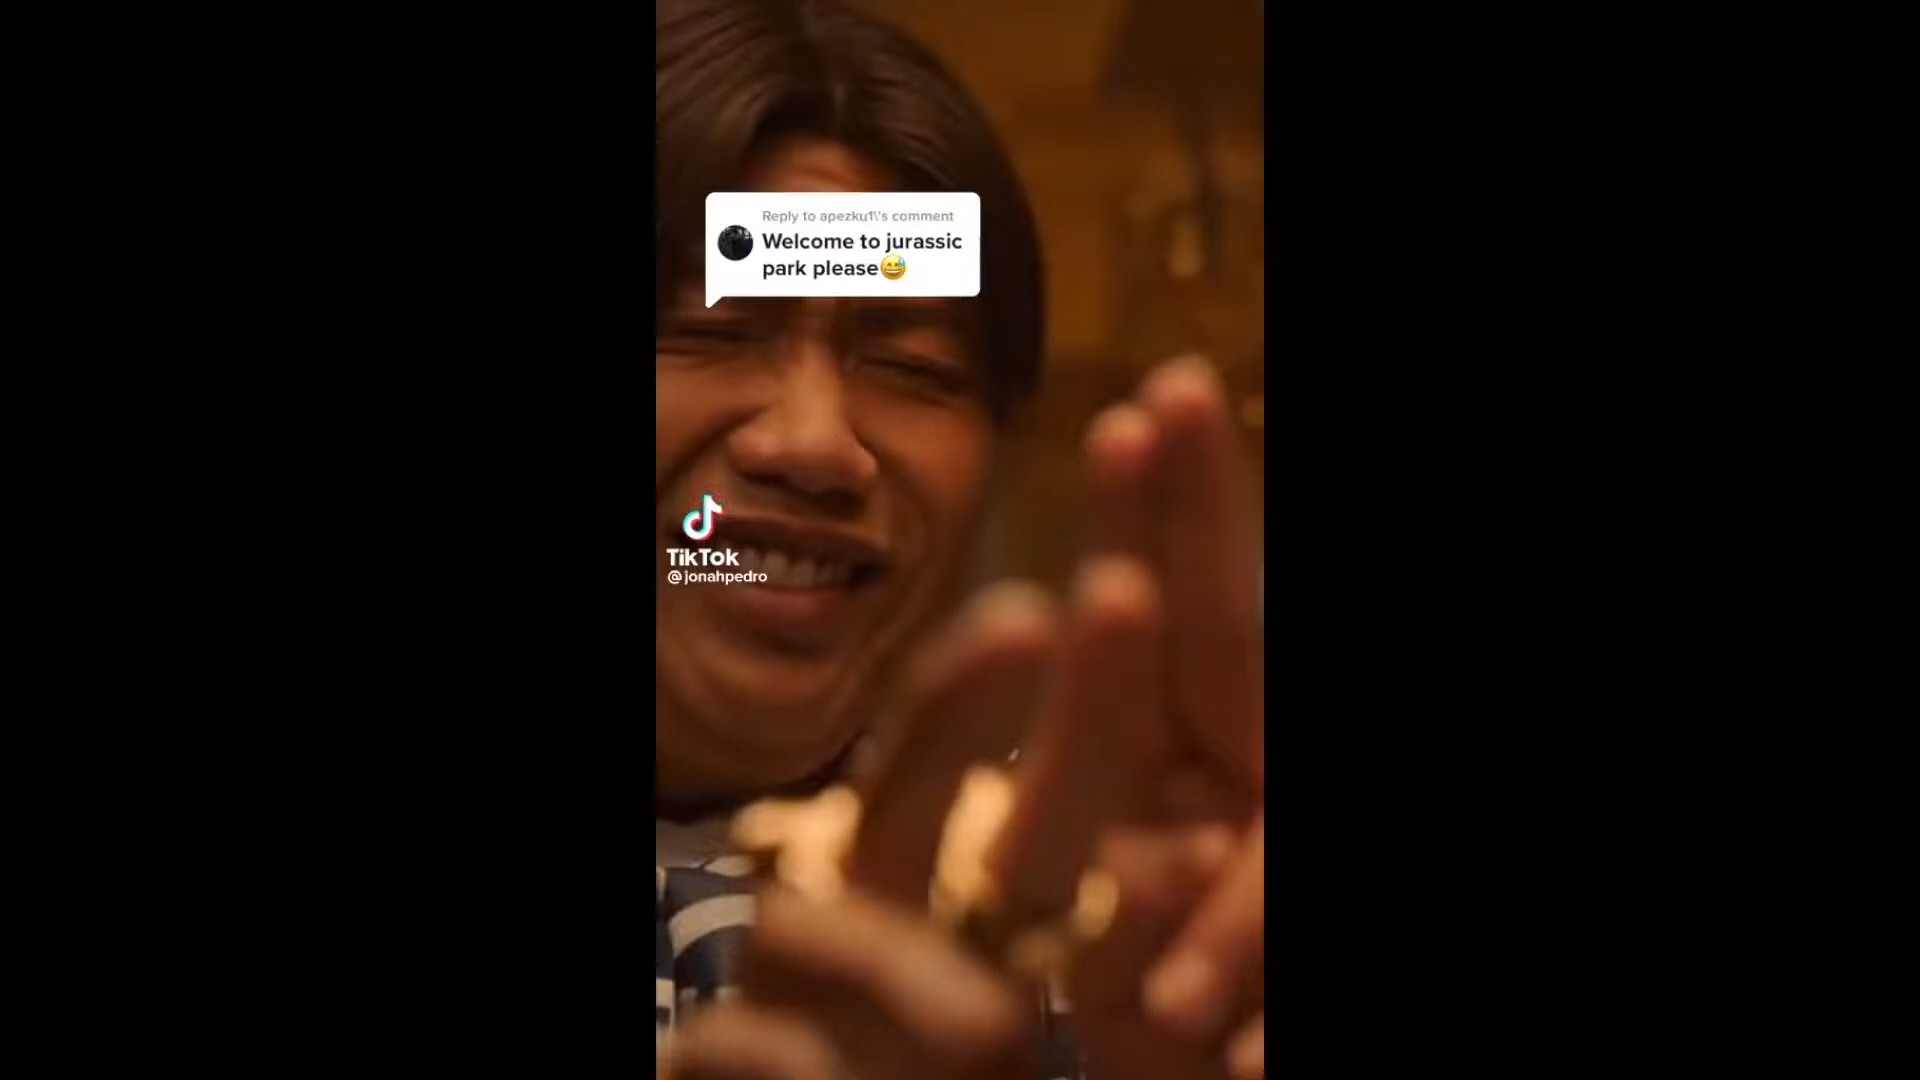 Reply to apezku1\'s comment
Welcome to jurassic
park please😅
TikTok
@jonahpedro